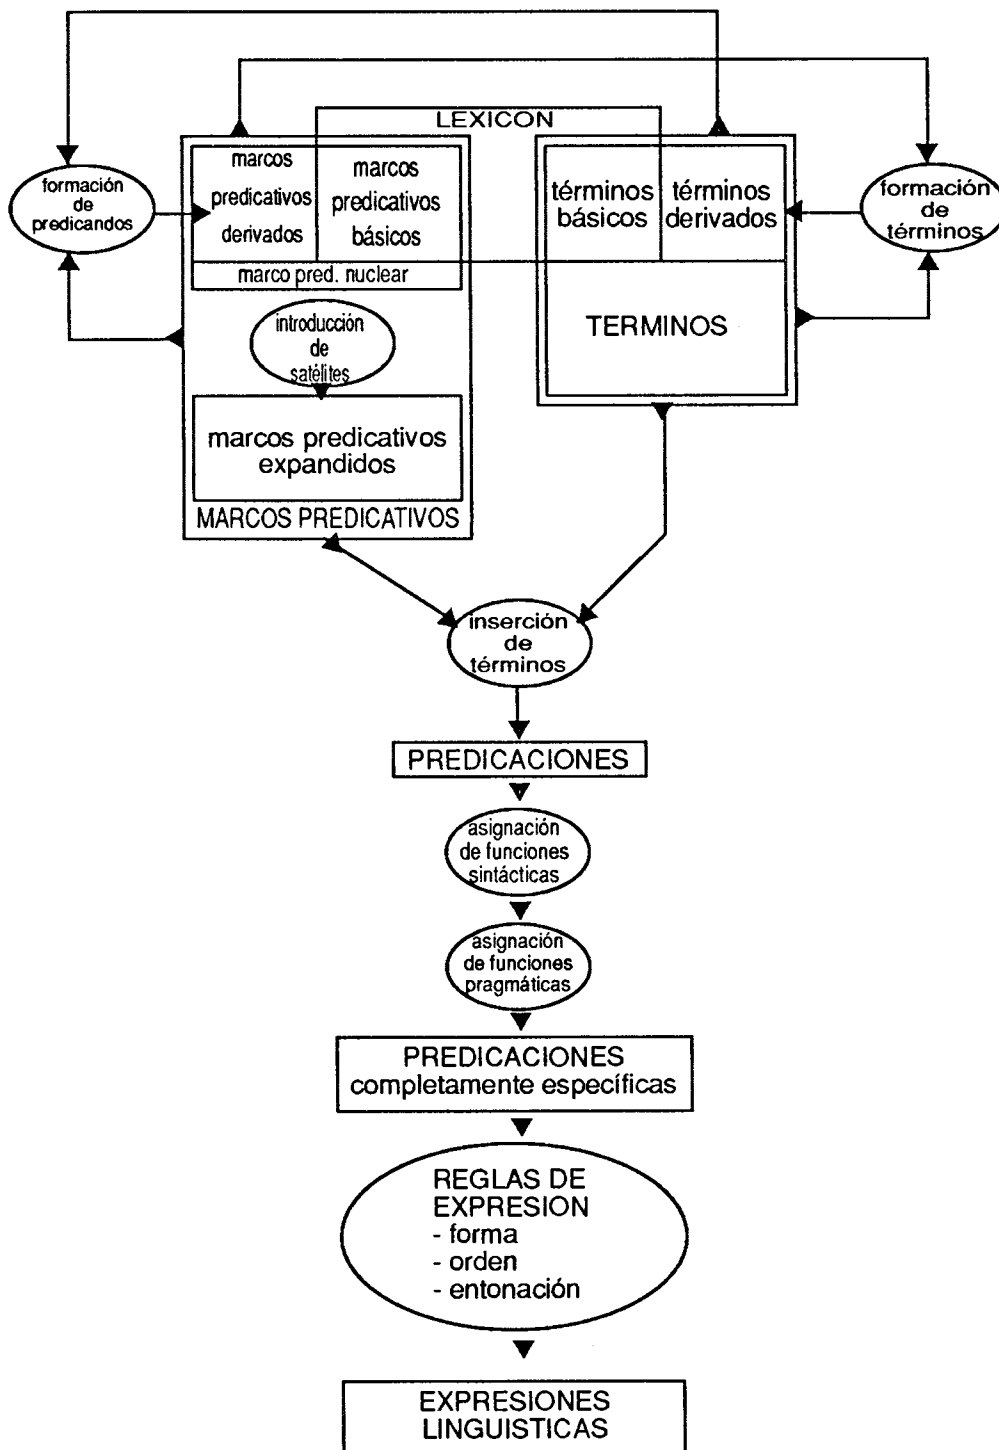 LEXICON
formación
de
predicandos
marcos
predicativos
derivados
marcos
predicativos
básicos
términos
básicos
términos
derivados
formación
de
términos
marco pred. nuclear
introducción
de
satélites
TERMINOS
marcos predicativos
expandidos
MARCOS PREDICATIVOS
inserción
de
términos
PREDICACIONES
asignación
de funciones
sintácticas
asignación
de funciones
pragmáticas
PREDICACIONES
completamente específicas
REGLAS DE
EXPRESION
- forma
- orden
- entonación
EXPRESIONES
LINGUISTICAS